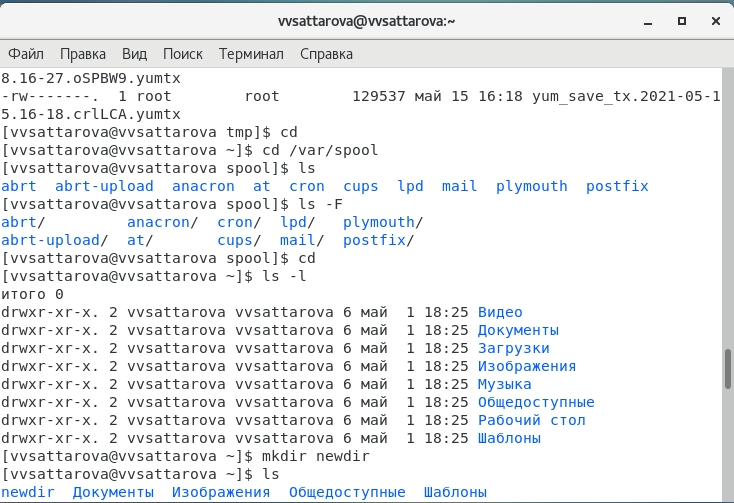 vvsattarova@vvsattarova:~
Файл Правка Вид Поиск Терминал Справка
8.16-27.oSPBW9.yumtx
-rw-------.  1 root        root        129537 май 15 16:18 yum_save_tx.2021-05-1
5.16-18.crlLCA.yumtx
[vvsattarova@vvsattarova tmp]$ cd
[vvsattarova@vvsattarova ~]$ cd /var/spool
[vvsattarova@vvsattarova spool]$ ls
abrt  abrt-upload  anacron  at  cron  cups  lpd  mail  plymouth  postfix
[vvsattarova@vvsattarova spool]$ ls -F
abrt/         anacron/  cron/  lpd/   plymouth/
abrt-upload/  at/       cups/  mail/  postfix/
[vvsattarova@vvsattarova spool]$ cd
[vvsattarova@vvsattarova ~]$ ls -l
итого 0
drwxr-xr-x. 2 vvsattarova vvsattarova 6 май  1 18:25 Видео
drwxr-xr-x. 2 vvsattarova vvsattarova 6 май  1 18:25 Документы
drwxr-xr-x. 2 vvsattarova vvsattarova 6 май  1 18:25 Загрузки
drwxr-xr-x. 2 vvsattarova vvsattarova 6 май  1 18:25 Изображения
drwxr-xr-x. 2 vvsattarova vvsattarova 6 май  1 18:25 Музыка
drwxr-xr-x. 2 vvsattarova vvsattarova 6 май  1 18:25 Общедоступные
drwxr-xr-x. 2 vvsattarova vvsattarova 6 май  1 18:25 Рабочий стол
drwxr-xr-x. 2 vvsattarova vvsattarova 6 май  1 18:25 Шаблоны
[vvsattarova@vvsattarova ~]$ mkdir newdir
[vvsattarova@vvsattarova ~]$ ls
newdir  Документы  Изображения  Общедоступные  Шаблоны